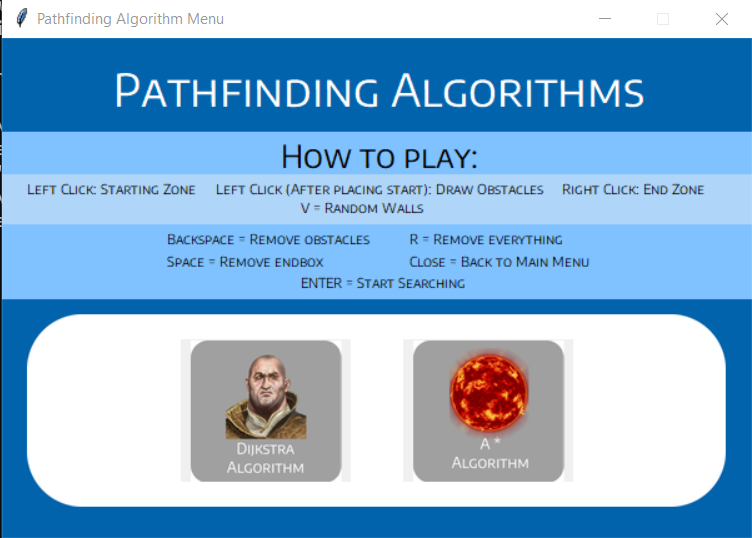 Pathfinding Algorithm Menu
Pathfinding Algorithms
How to play:
Left Click: Starting Zone Left Click (After placing start): Draw Obstacles Right Click: End Zone
V = Random Walls
Backspace = Remove obstacles R = Remove everything
Space = Remove endbox Close = Back to Main Menu
ENTER = Start Searching
Dijkstra
Algorithm
A *
Algorithm